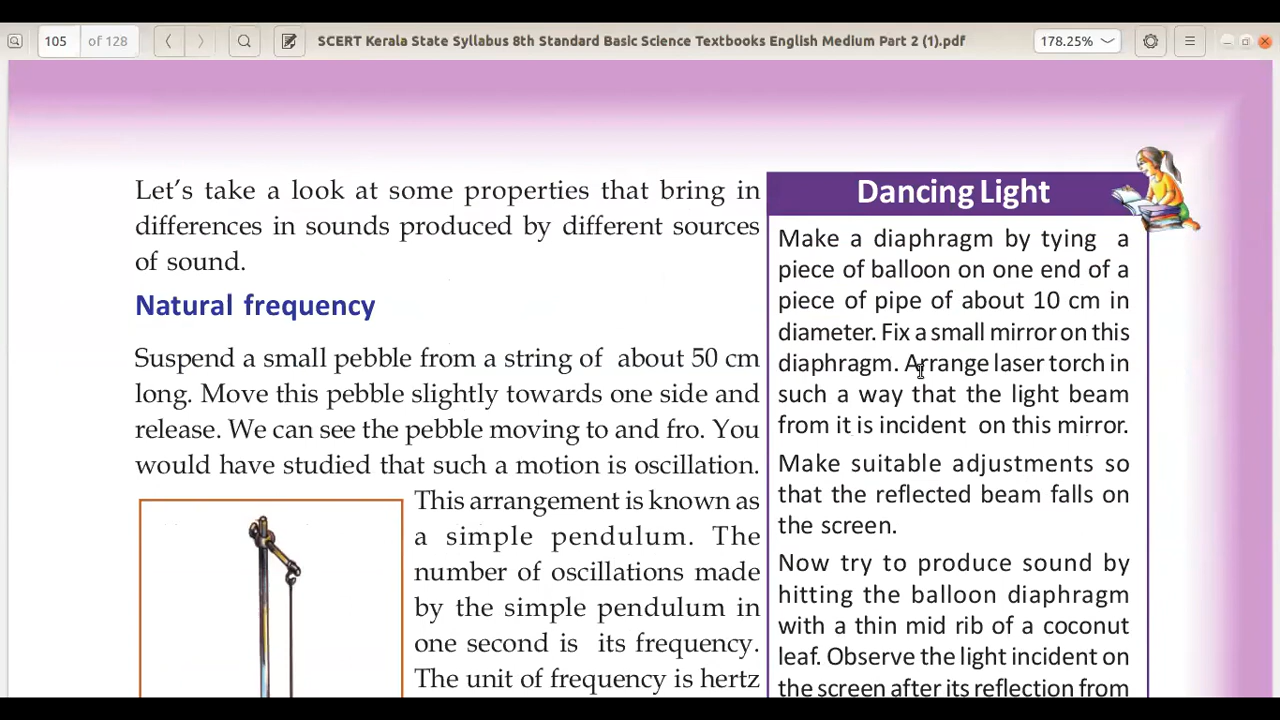 105 of 128
SCERT Kerala State Syllabus 8th Standard Basic Science Textbooks English Medium Part 2 (1).pdf
178.25%
Let's take a look at some properties that bring in
differences in sounds produced by different sources
of sound.
Natural frequency
Suspend a small pebble from a string of about 50 cm
long. Move this pebble slightly towards one side and
release. We can see the pebble moving to and fro. You
would have studied that such a motion is oscillation.
This arrangement is known as
a simple pendulum. The
number of oscillations made
by the simple pendulum in
one second is its frequency.
The unit of frequency is hertz
Dancing Light
Make a diaphragm by tying a
piece of balloon on one end of a
piece of pipe of about 10 cm in
diameter. Fix a small mirror on this
diaphragm. Arrange laser torch in
such a way that the light beam
from it is incident on this mirror.
Make suitable adjustments so
that the reflected beam falls on
the screen.
Now try to produce sound by
hitting the balloon diaphragm
with a thin mid rib of a coconut
leaf. Observe the light incident on
the screen after its reflection from